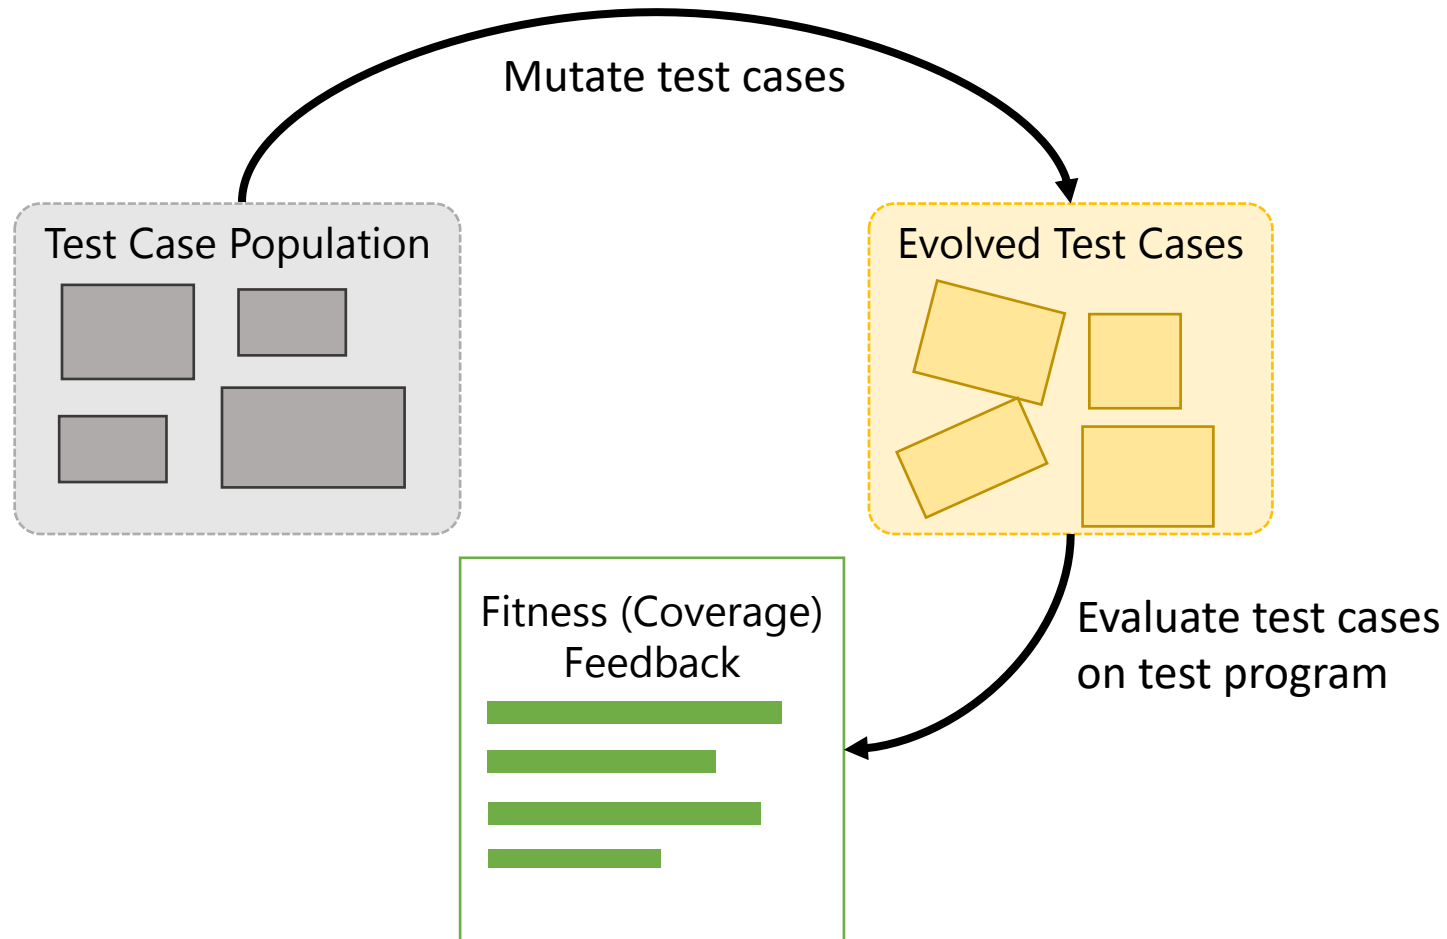 Mutate test cases
Test Case Population
Evolved Test Cases
Fitness (Coverage)
Feedback
Evaluate test cases
on test program